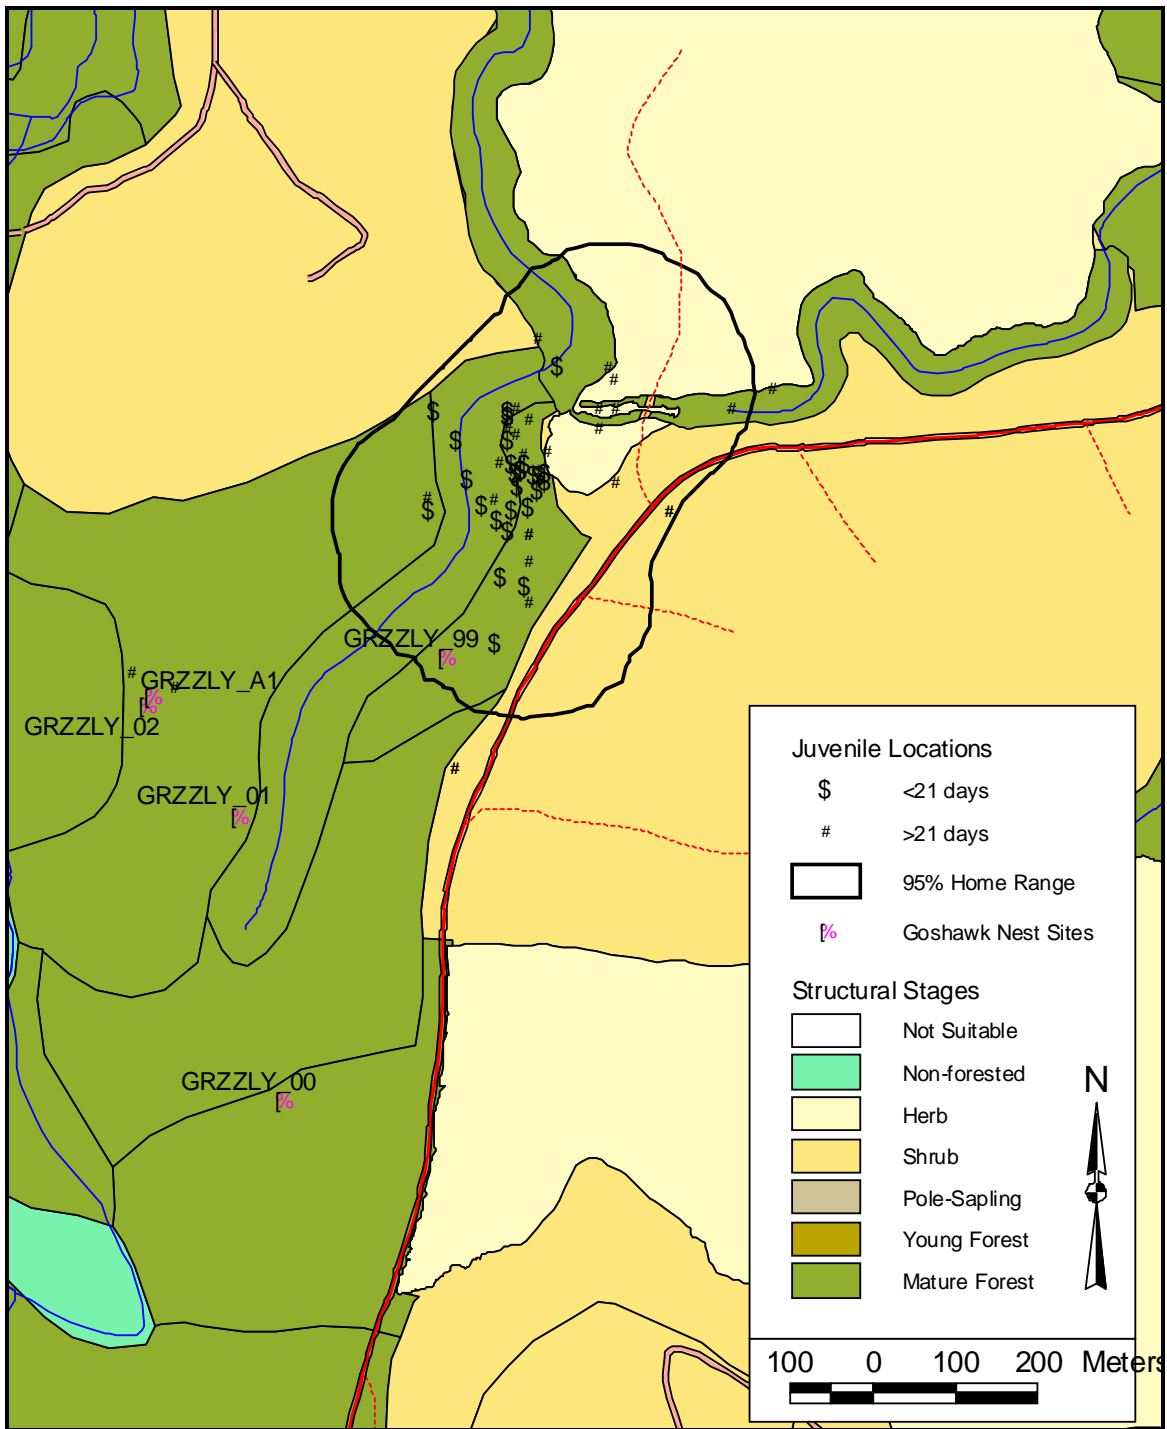 GRZZLY_99
GRZZLY_A1
GRZZLY_02
GRZZLY_01
GRZZLY_00
Juvenile Locations
$ <21 days
# >21 days
95% Home Range
[% Goshawk Nest Sites
Structural Stages
Not Suitable
Non-forested
Herb
Shrub
Pole-Sapling
Young Forest
Mature Forest
N
100 0 100 200 Meters